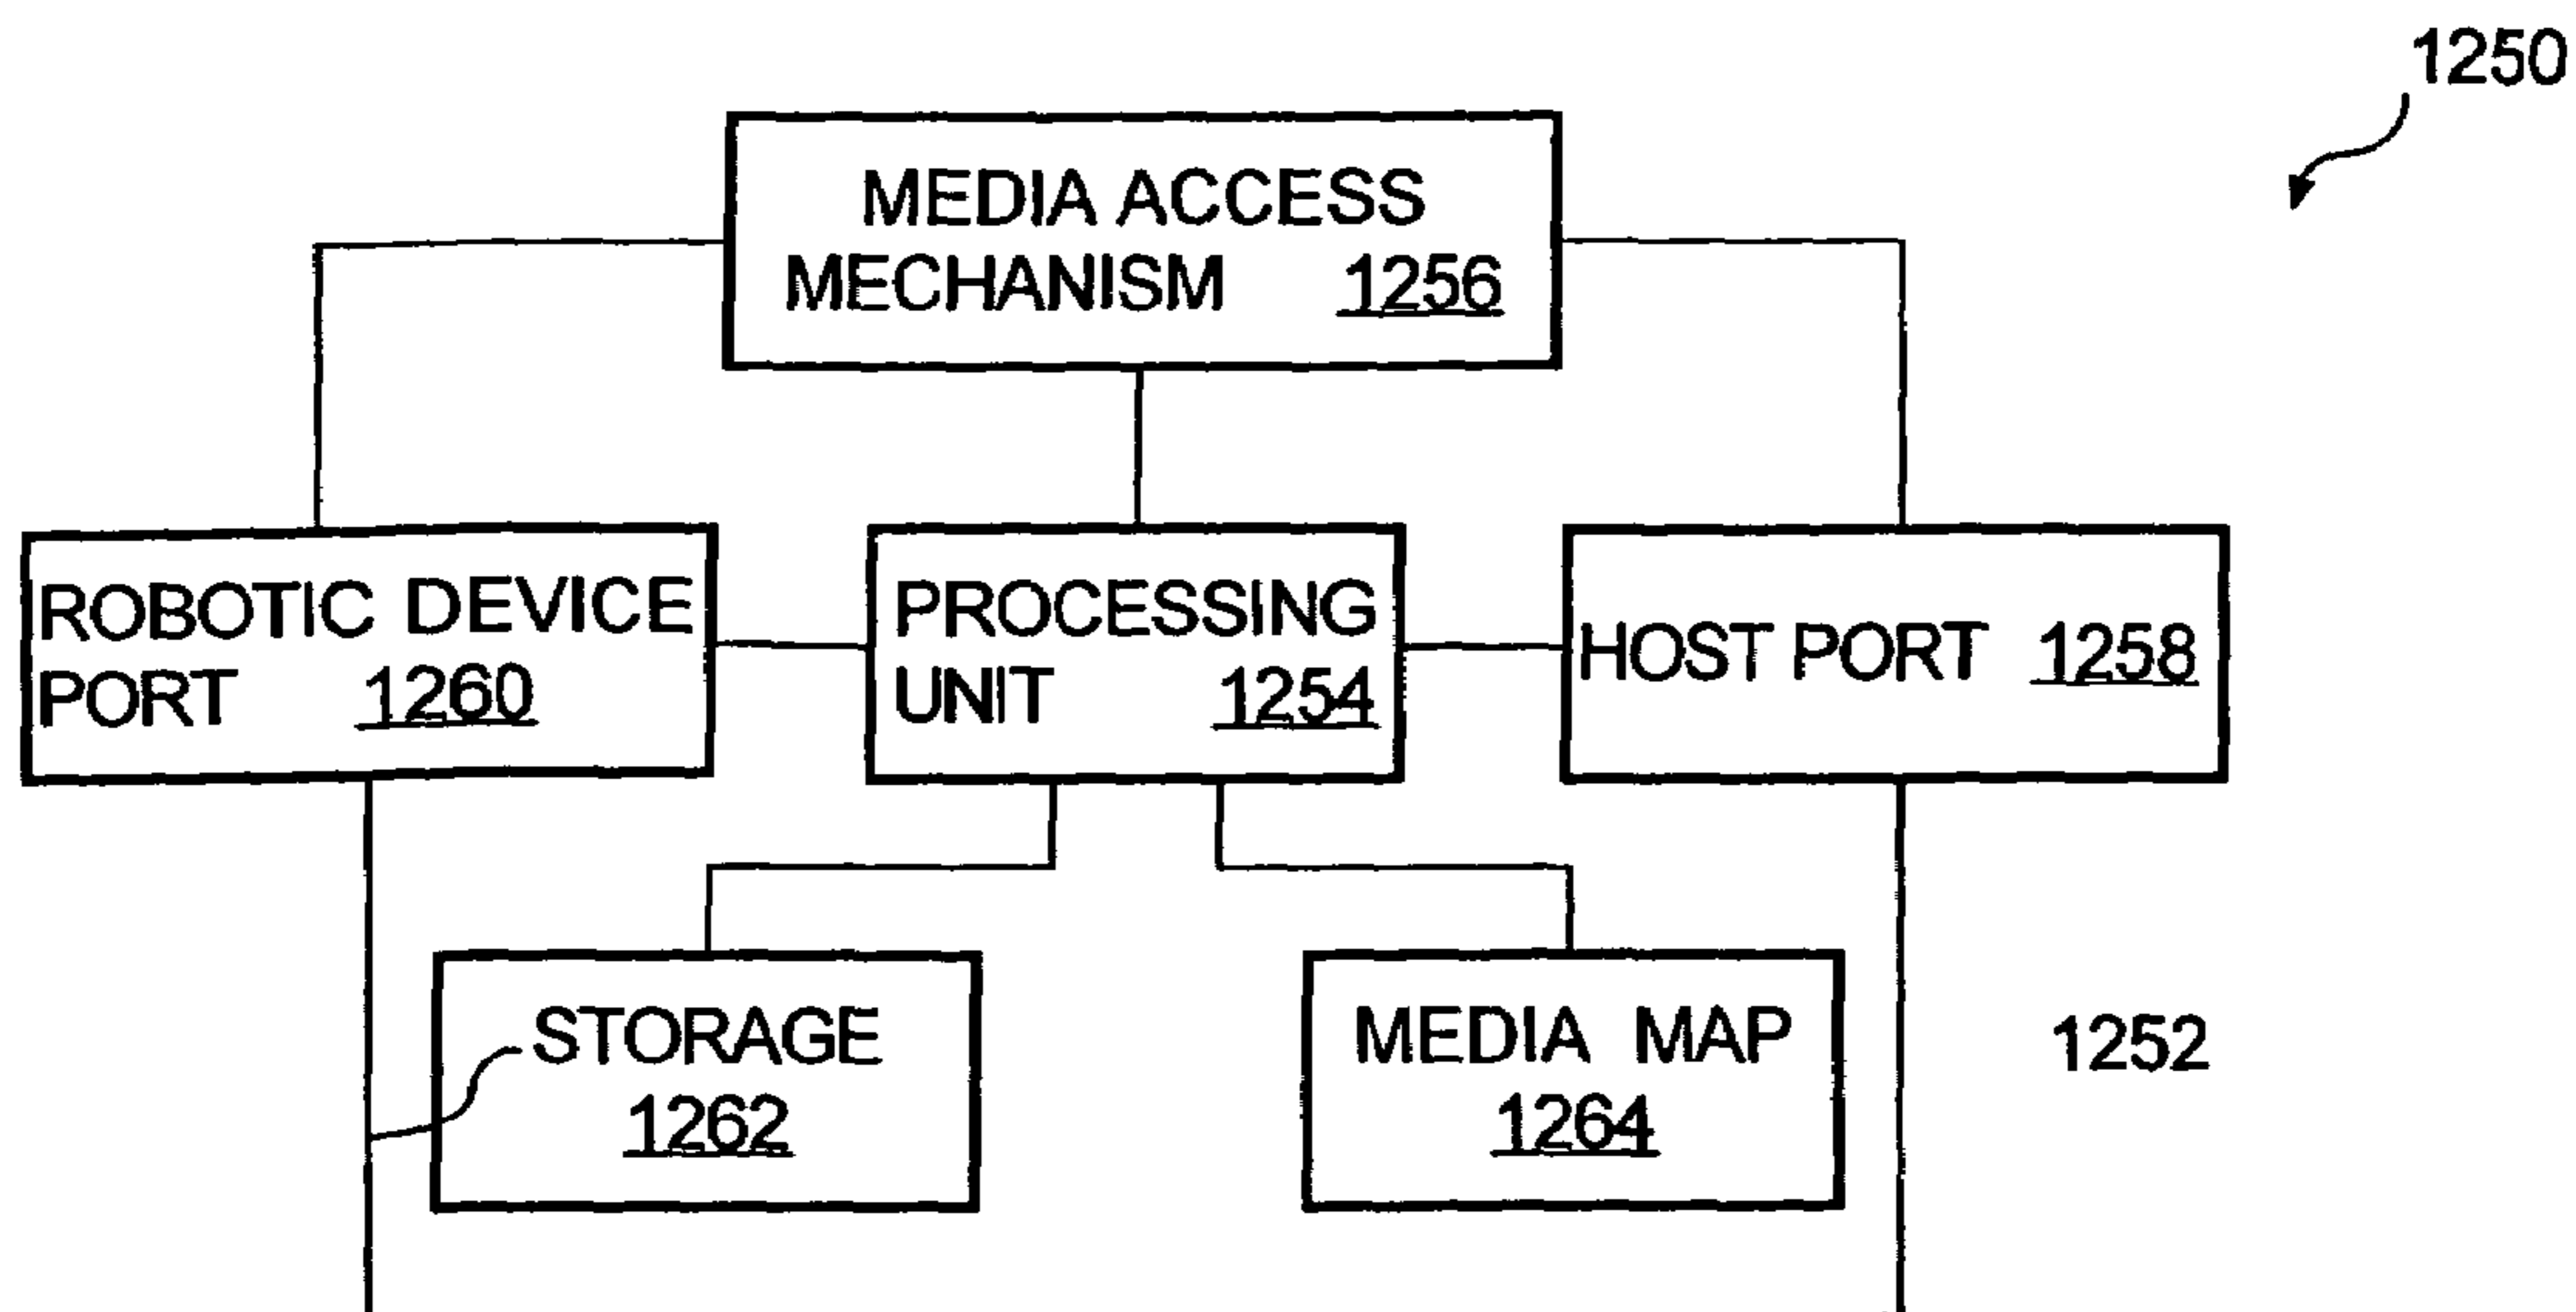 1250
MEDIA ACCESS
MECHANISM 1256
ROBOTIC DEVICE
PORT 1260
PROCESSING
UNIT 1254
HOST PORT 1258
STORAGE
1262
MEDIA MAP
1264
1252